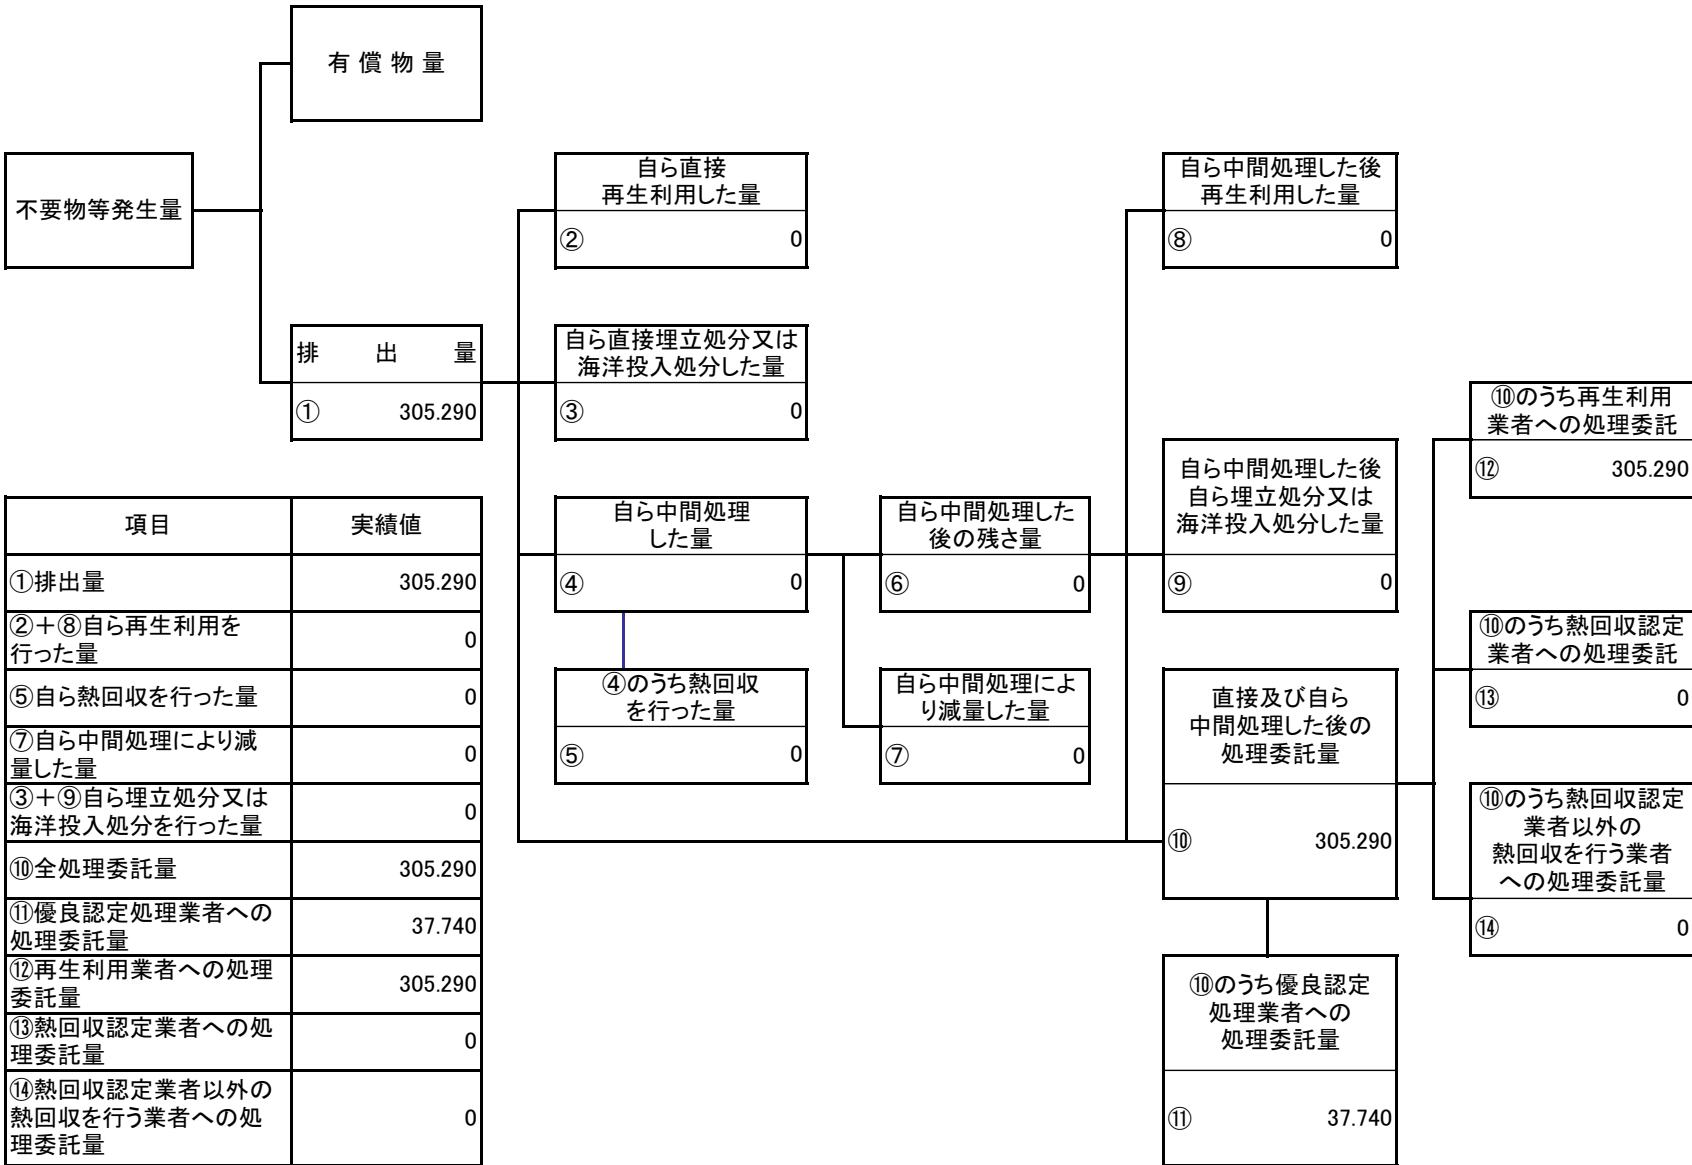 有償物量
不要物等発生量
排出量
① 305.290
自ら直接
再生利用した量
② 0
自ら直接埋立処分又は
海洋投入処分した量
③ 0
自ら中間処理
した量
④ 0
④のうち熱回収
を行った量
⑤ 0
自ら中間処理した
後の残さ量
⑥ 0
自ら中間処理によ
り減量した量
⑦ 0
自ら中間処理した後
再生利用した量
⑧ 0
自ら中間処理した後
自ら埋立処分又は
海洋投入処分した量
⑨ 0
直接及び自ら
中間処理した後の
処理委託量
⑩ 305.290
⑩のうち優良認定
処理業者への
処理委託量
⑪ 37.740
⑩のうち再生利用
業者への処理委託
⑫ 305.290
⑩のうち熱回収認定
業者への処理委託
⑬ 0
⑩のうち熱回収認定
業者以外の
熱回収を行う業者
への処理委託量
⑭ 0
項目 実績値
①排出量 305.290
②+⑧自ら再生利用を
行った量 0
⑤自ら熱回収を行った量 0
⑦自ら中間処理により減
量した量 0
③+⑨自ら埋立処分又は
海洋投入処分を行った量 0
⑩全処理委託量 305.290
⑪優良認定処理業者への
処理委託量 37.740
⑫再生利用業者への処理
委託量 305.290
⑬熱回収認定業者への処
理委託量 0
⑭熱回収認定業者以外の
熱回収を行う業者への処
理委託量 0